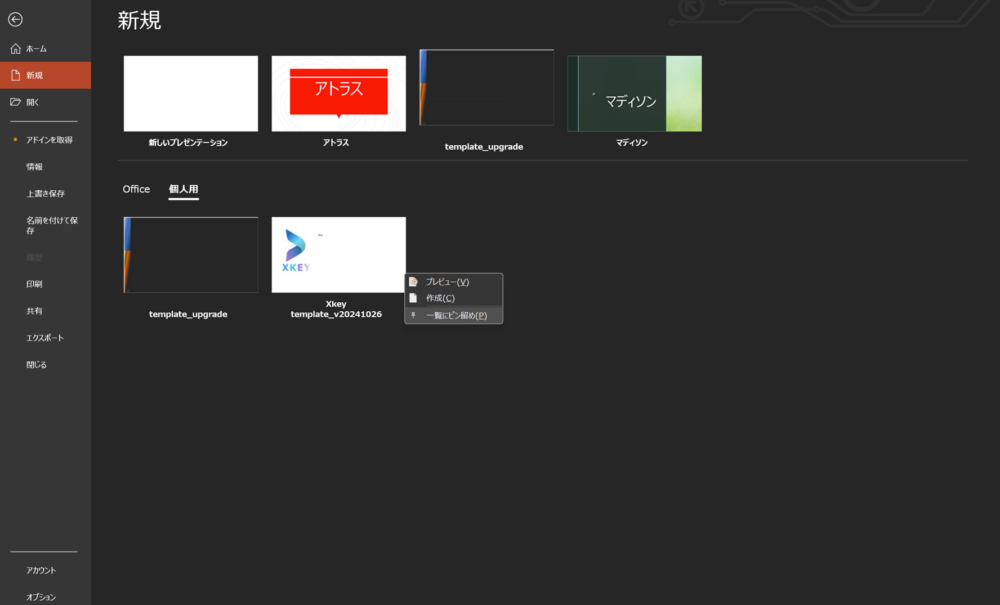 新規
ホーム
新規
開く
アドインを取得
情報
上書き保存
名前を付けて保
存
履歴
印刷
共有
エクスポート
閉じる
アカウント
オプション
アトラス
マディソン
新しいプレゼンテーション
アトラス
template_upgrade
マディソン
Office
個人用
XKEY
template_upgrade
Xkey
template_v20241026
プレビュー(V)
作成(C)
一覧にピン留め(P)